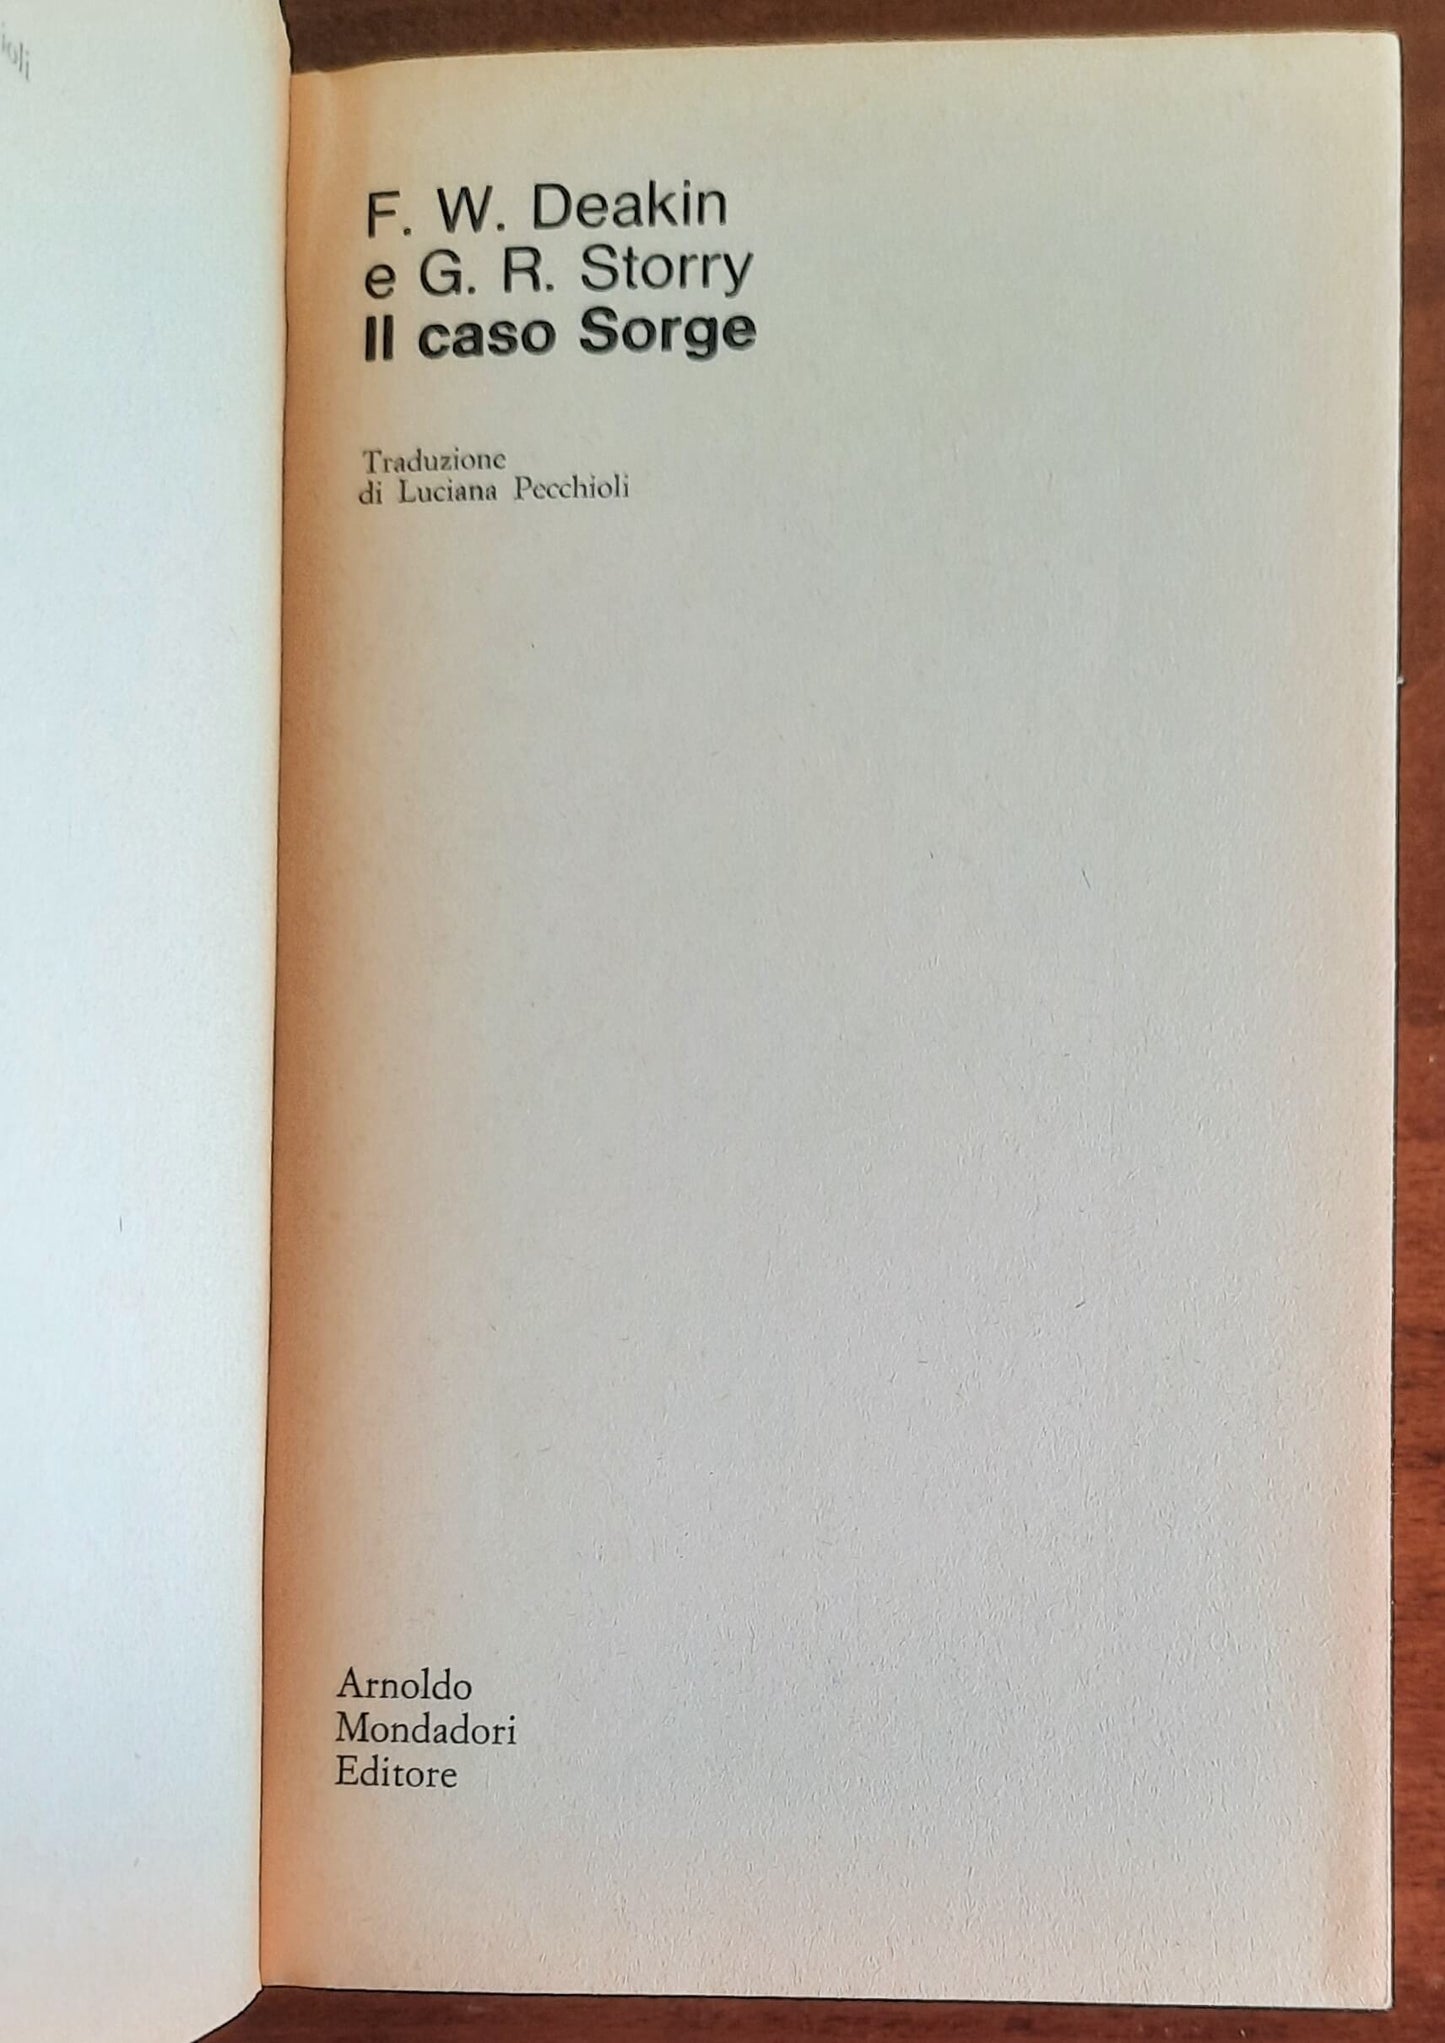 F. W. Deakin
e G. R. Storry
Il caso Sorge
Traduzione
di Luciana Pecchioli
Arnoldo
Mondadori
Editore